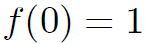 f(0) = 1